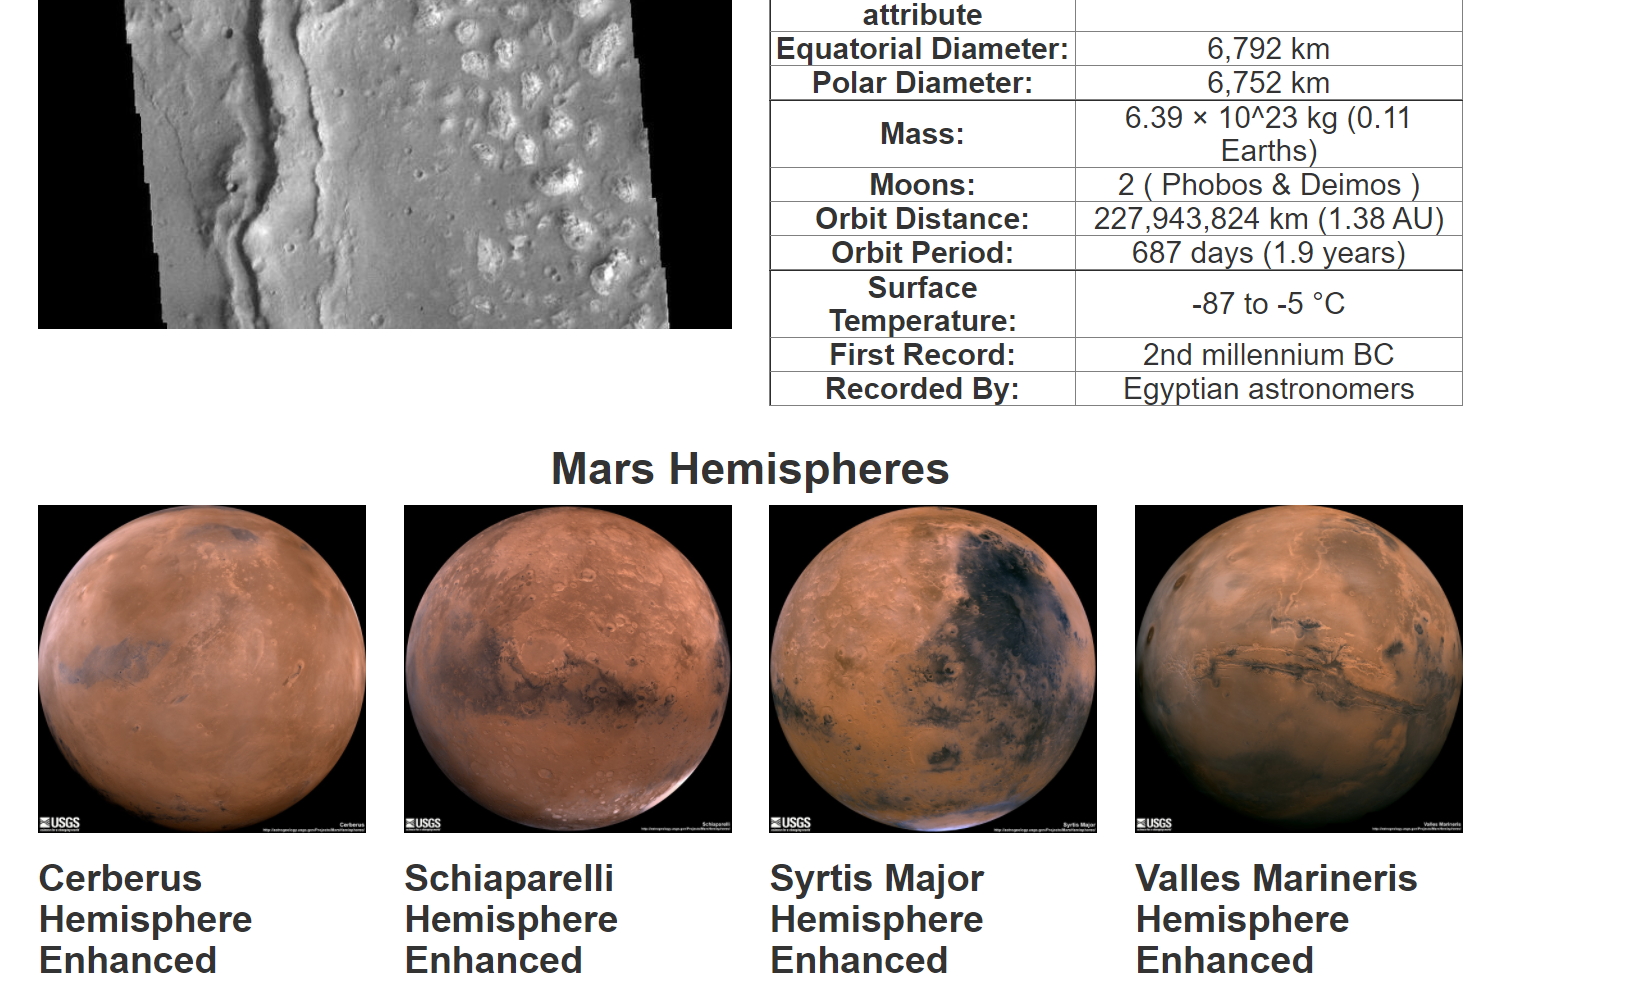 attribute
Equatorial Diameter: 6,792 km
Polar Diameter: 6,752 km
Mass: 6.39 × 10^23 kg (0.11
Earths)
Moons: 2 ( Phobos & Deimos )
Orbit Distance: 227,943,824 km (1.38 AU)
Orbit Period: 687 days (1.9 years)
Surface
Temperature: -87 to -5 °C
First Record: 2nd millennium BC
Recorded By: Egyptian astronomers
Mars Hemispheres
USGS
Cerberus
USGS
Schiaparelli
USGS
Syrtis Major
USGS
Valles Marineris
Cerberus
Hemisphere
Enhanced
Schiaparelli
Hemisphere
Enhanced
Syrtis Major
Hemisphere
Enhanced
Valles Marineris
Hemisphere
Enhanced